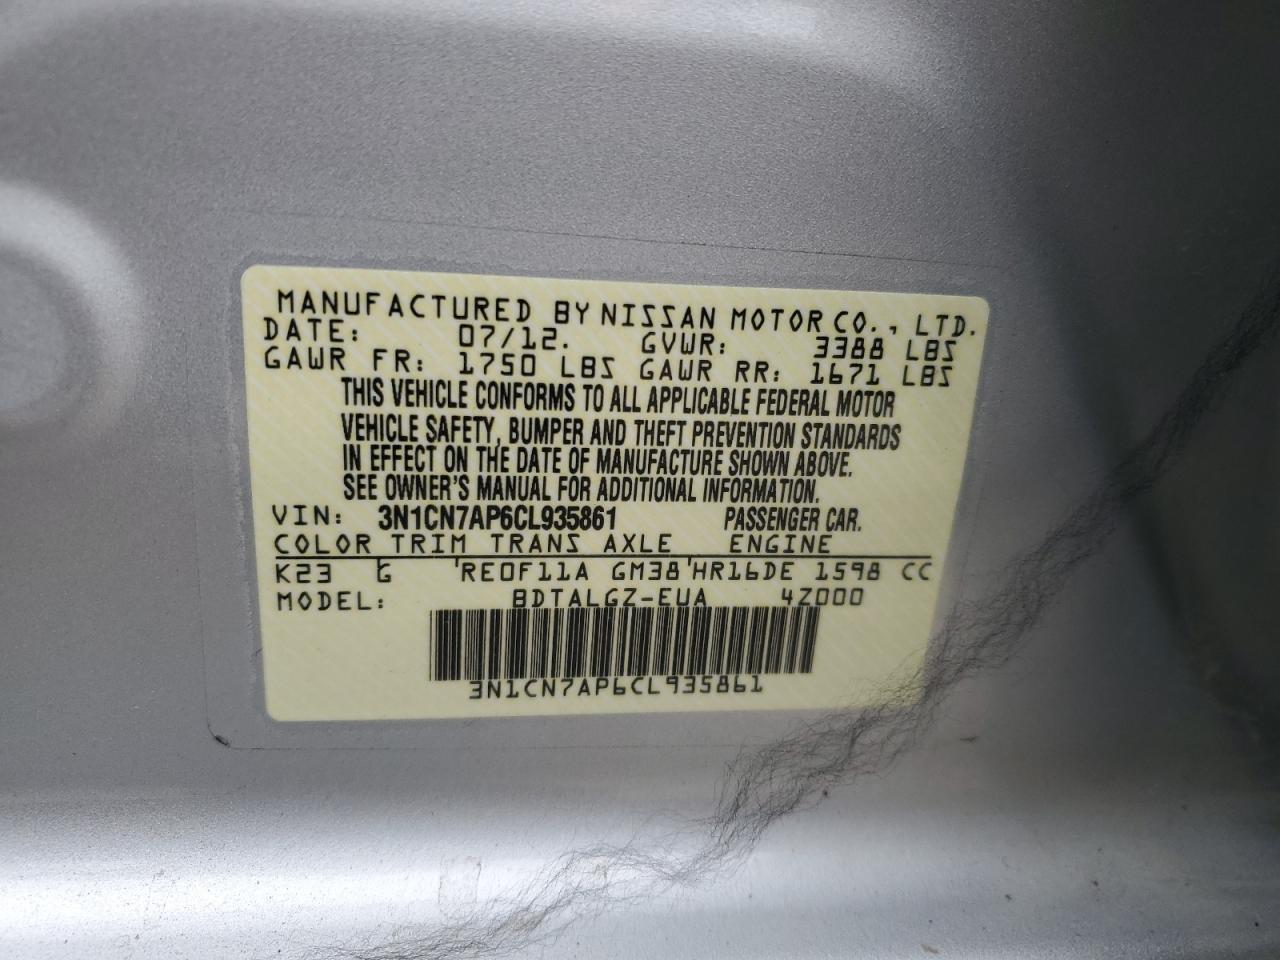 MANUFACTURED BY NISSAN MOTOR CO., LTD.
DATE: 07/12. GVWR: 3388 LBS
GAWR FR: 1750 LBS GAWR RR: 1671 LBS
THIS VEHICLE CONFORMS TO ALL APPLICABLE FEDERAL MOTOR
VEHICLE SAFETY, BUMPER AND THEFT PREVENTION STANDARDS
IN EFFECT ON THE DATE OF MANUFACTURE SHOWN ABOVE.
SEE OWNER'S MANUAL FOR ADDITIONAL INFORMATION.
VIN: 3N1CN7AP6CL935861 PASSENGER CAR.
COLOR TRIM TRANS AXLE ENGINE
K23 G 'RE0F11A GM38'HR16DE 1598 CC
MODEL: BDTALGZ-EUA 4Z000
3N1CN7AP6CL935861